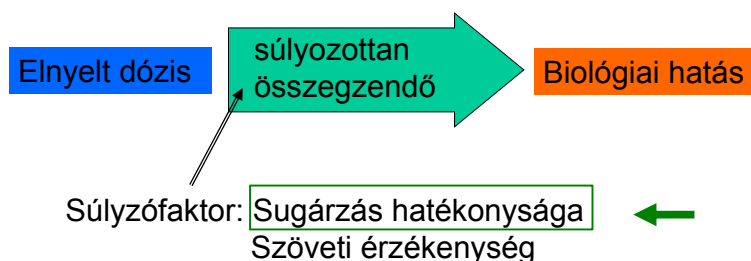 Elnyelt dózis
súlyozottan
összegzendő
Biológiai hatás
Súlyzófaktor: Sugárzás hatékonysága
Szöveti érzékenység